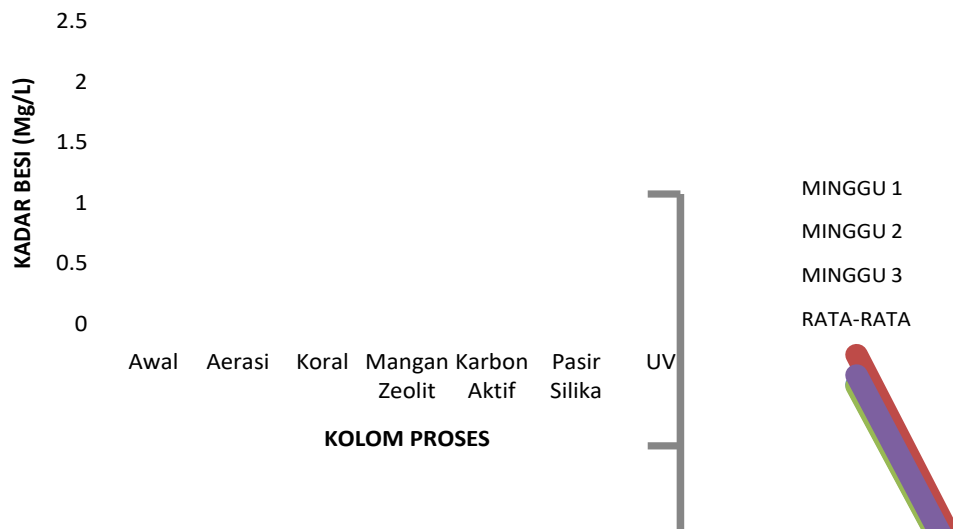 2.5
2
1.5
1
0.5
0
KADAR BESI (Mg/L)
Awal Aerasi Koral Mangan Karbon Pasir UV
Zeolit Aktif Silika
KOLOM PROSES
MINGGU 1
MINGGU 2
MINGGU 3
RATA-RATA